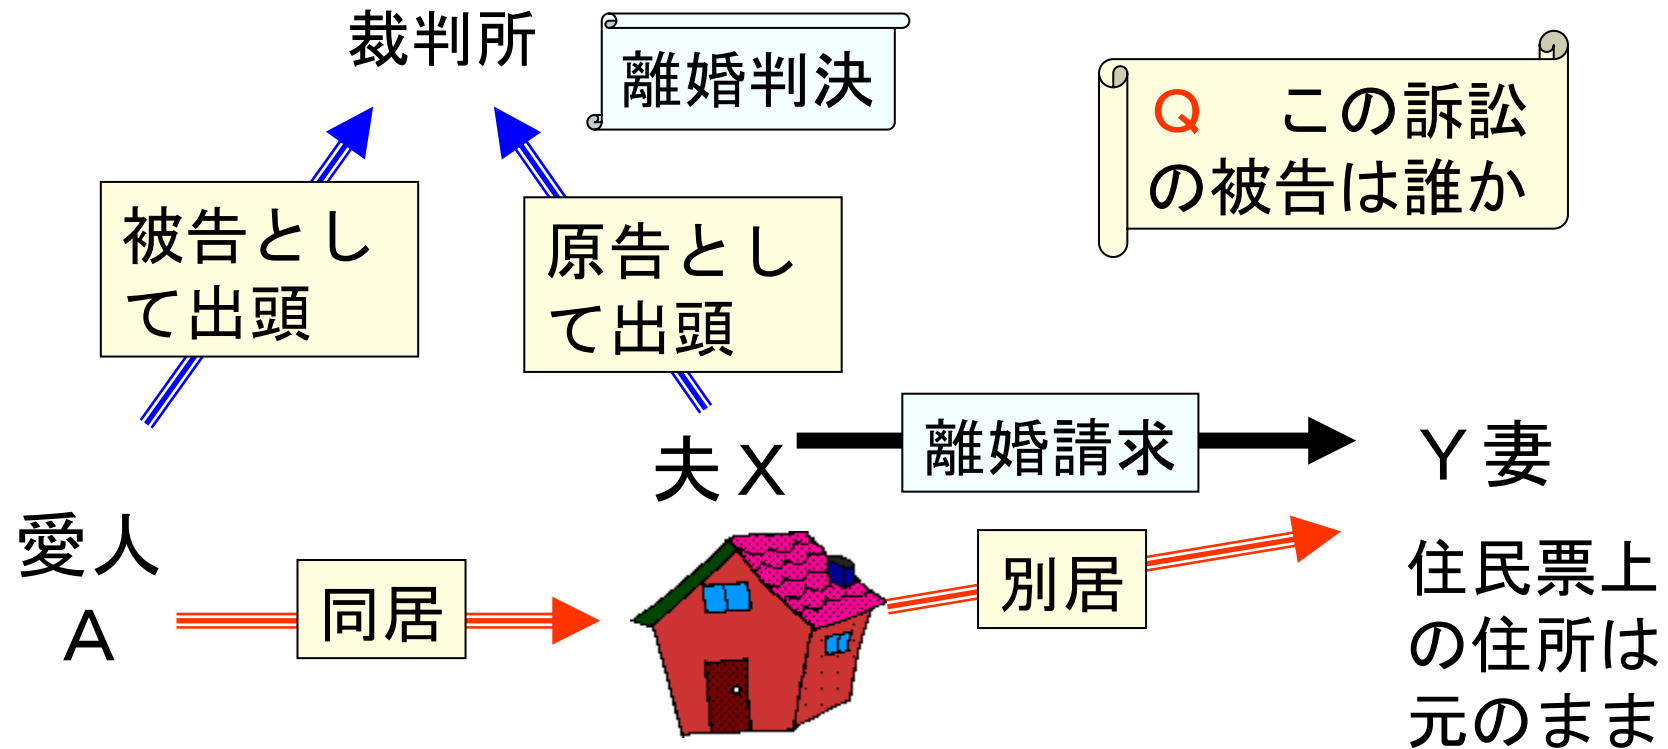 裁判所
離婚判決
Q　この訴訟
の被告は誰か
被告とし
て出頭
原告とし
て出頭
夫X
離婚請求
Y妻
愛人
A
同居
別居
住民票上
の住所は
元のまま